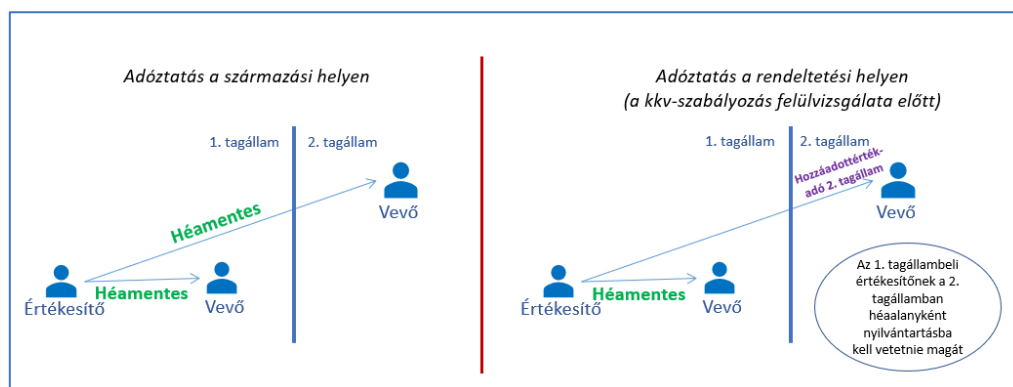 Adóztatás a származási helyen
1. tagállam
2. tagállam
Vevő
Héamentes
Értékesítő
Héamentes
Vevő
Adóztatás a rendeltetési helyen
(a kkv-szabályozás felülvizsgálata előtt)
1. tagállam
2. tagállam
Hozzáadottérték-
adó 2. tagállam
Vevő
Értékesítő
Héamentes
Vevő
Az 1. tagállambeli
értékesítőnek a 2.
tagállamban
héaalanyként
nyilvántartásba
kell vetetnie magát